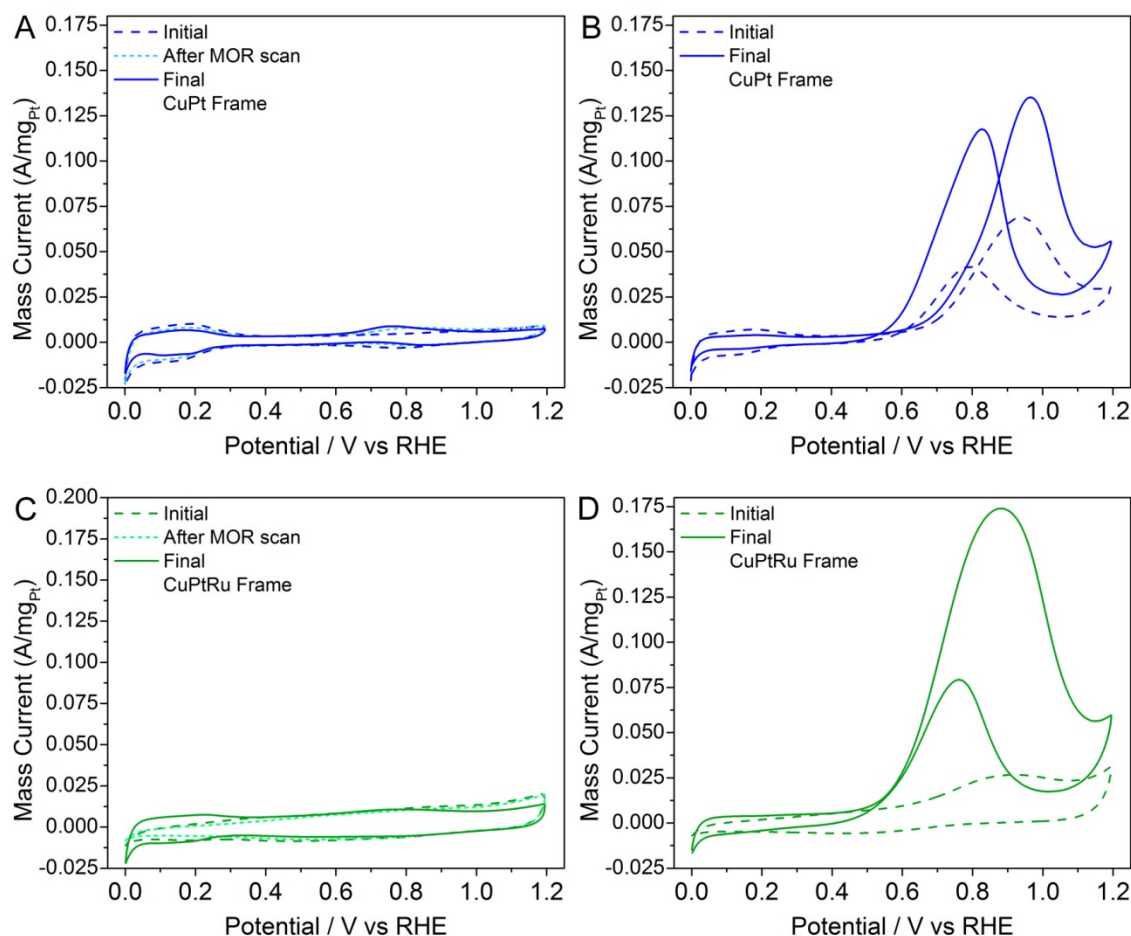 A
Initial
After MOR scan
Final
CuPt Frame
Mass Current (A/mgPt)
0.175
0.150
0.125
0.100
0.075
0.050
0.025
0.000
-0.025
0.0 0.2 0.4 0.6 0.8 1.0 1.2
Potential / V vs RHE
B
Initial
Final
CuPt Frame
Mass Current (A/mgPt)
0.175
0.150
0.125
0.100
0.075
0.050
0.025
0.000
-0.025
0.0 0.2 0.4 0.6 0.8 1.0 1.2
Potential / V vs RHE
C
Initial
After MOR scan
Final
CuPtRu Frame
Mass Current (A/mgPt)
0.200
0.175
0.150
0.125
0.100
0.075
0.050
0.025
0.000
-0.025
0.0 0.2 0.4 0.6 0.8 1.0 1.2
Potential / V vs RHE
D
Initial
Final
CuPtRu Frame
Mass Current (A/mgPt)
0.175
0.150
0.125
0.100
0.075
0.050
0.025
0.000
-0.025
0.0 0.2 0.4 0.6 0.8 1.0 1.2
Potential / V vs RHE